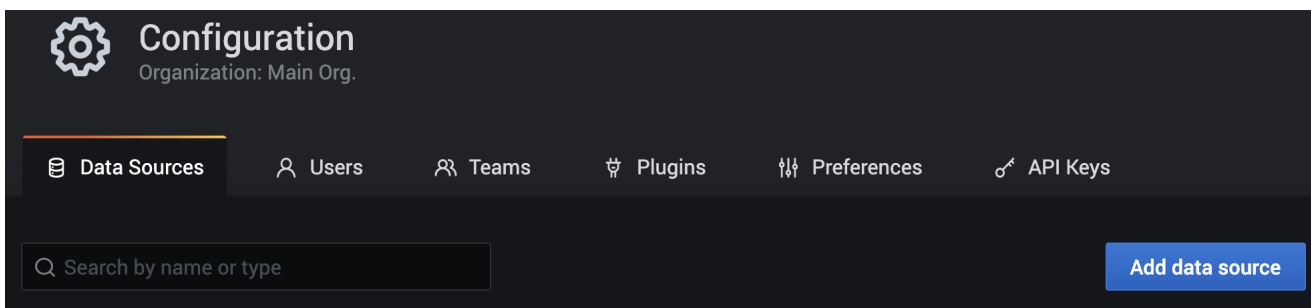 Configuration
Organization: Main Org.
Data Sources Users Teams Plugins Preferences API Keys
Search by name or type Add data source